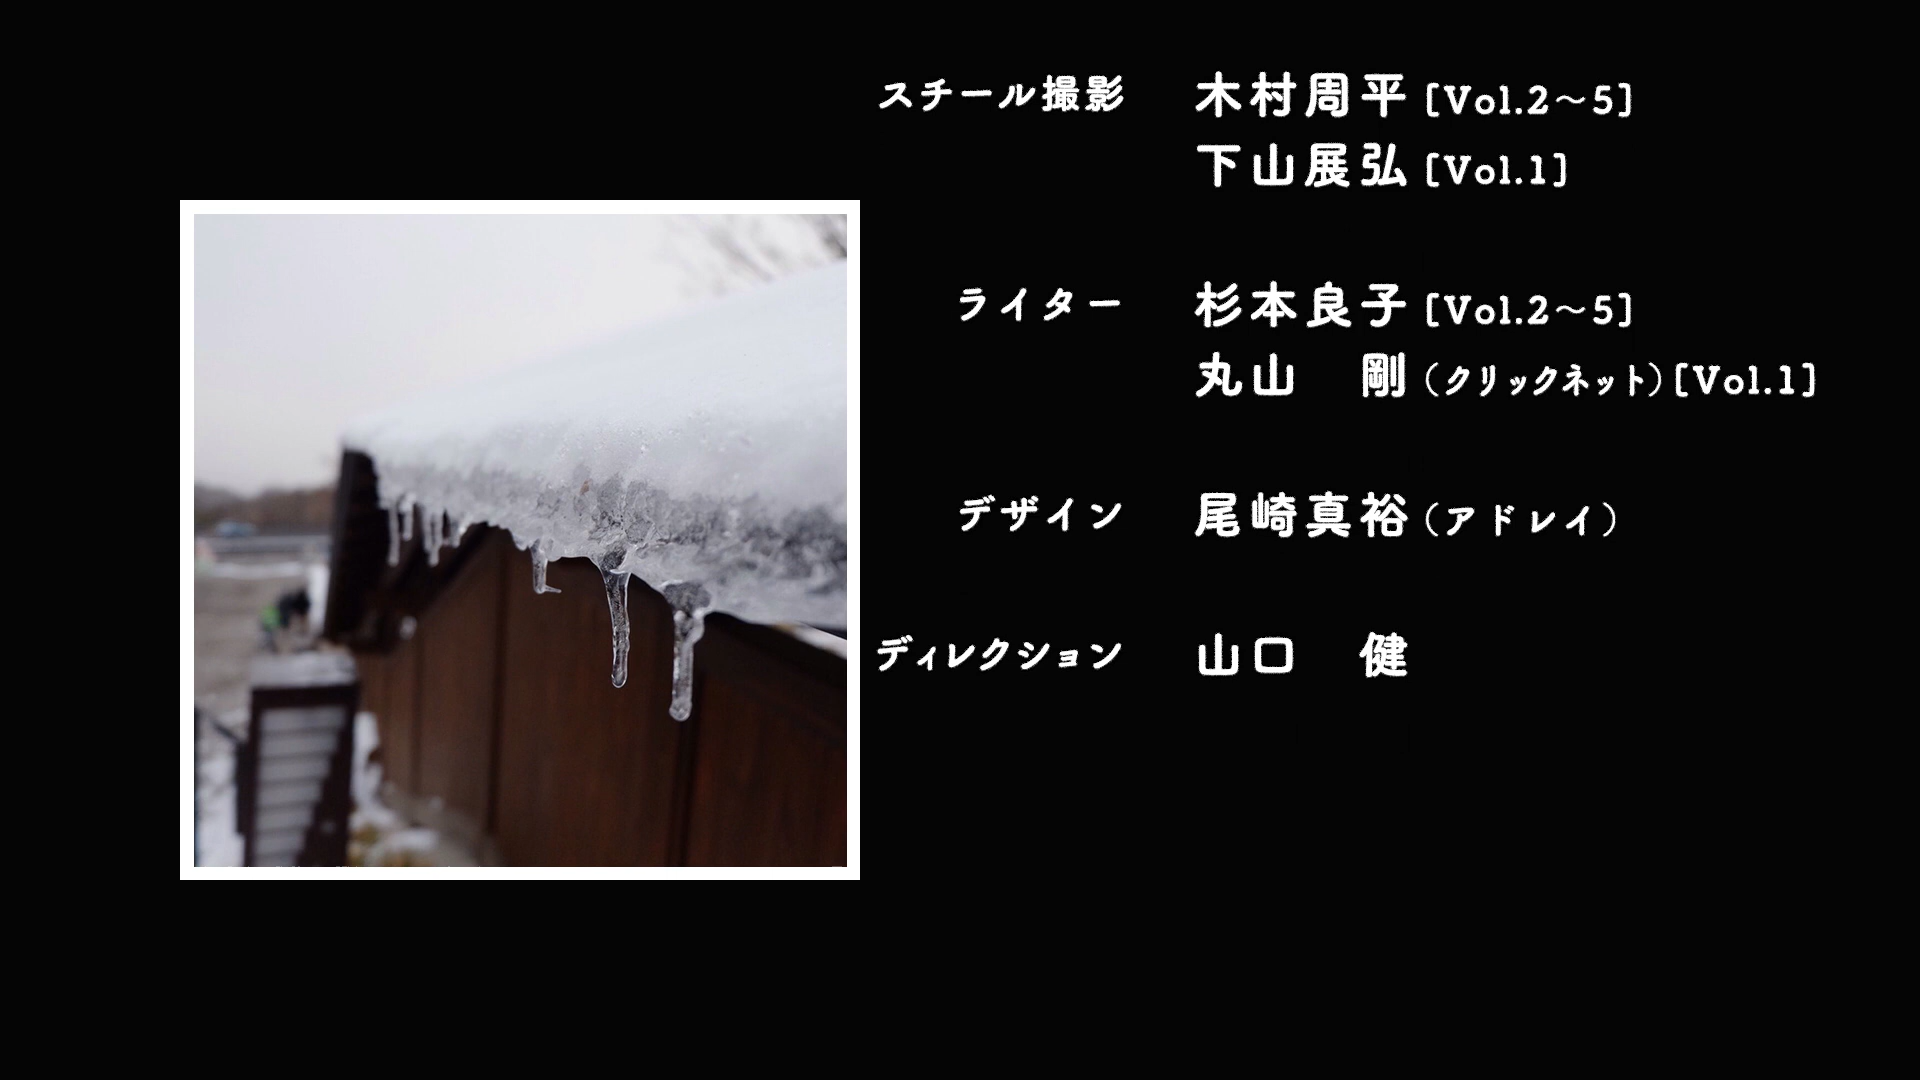 スチール撮影 木村周平 [Vol.2～5]
下山展弘 [Vol.1]
ライター 杉本良子 [Vol.2～5]
丸山　剛 (クリックネット) [Vol.1]
デザイン 尾崎真裕 (アドレイ)
ディレクション 山口　健